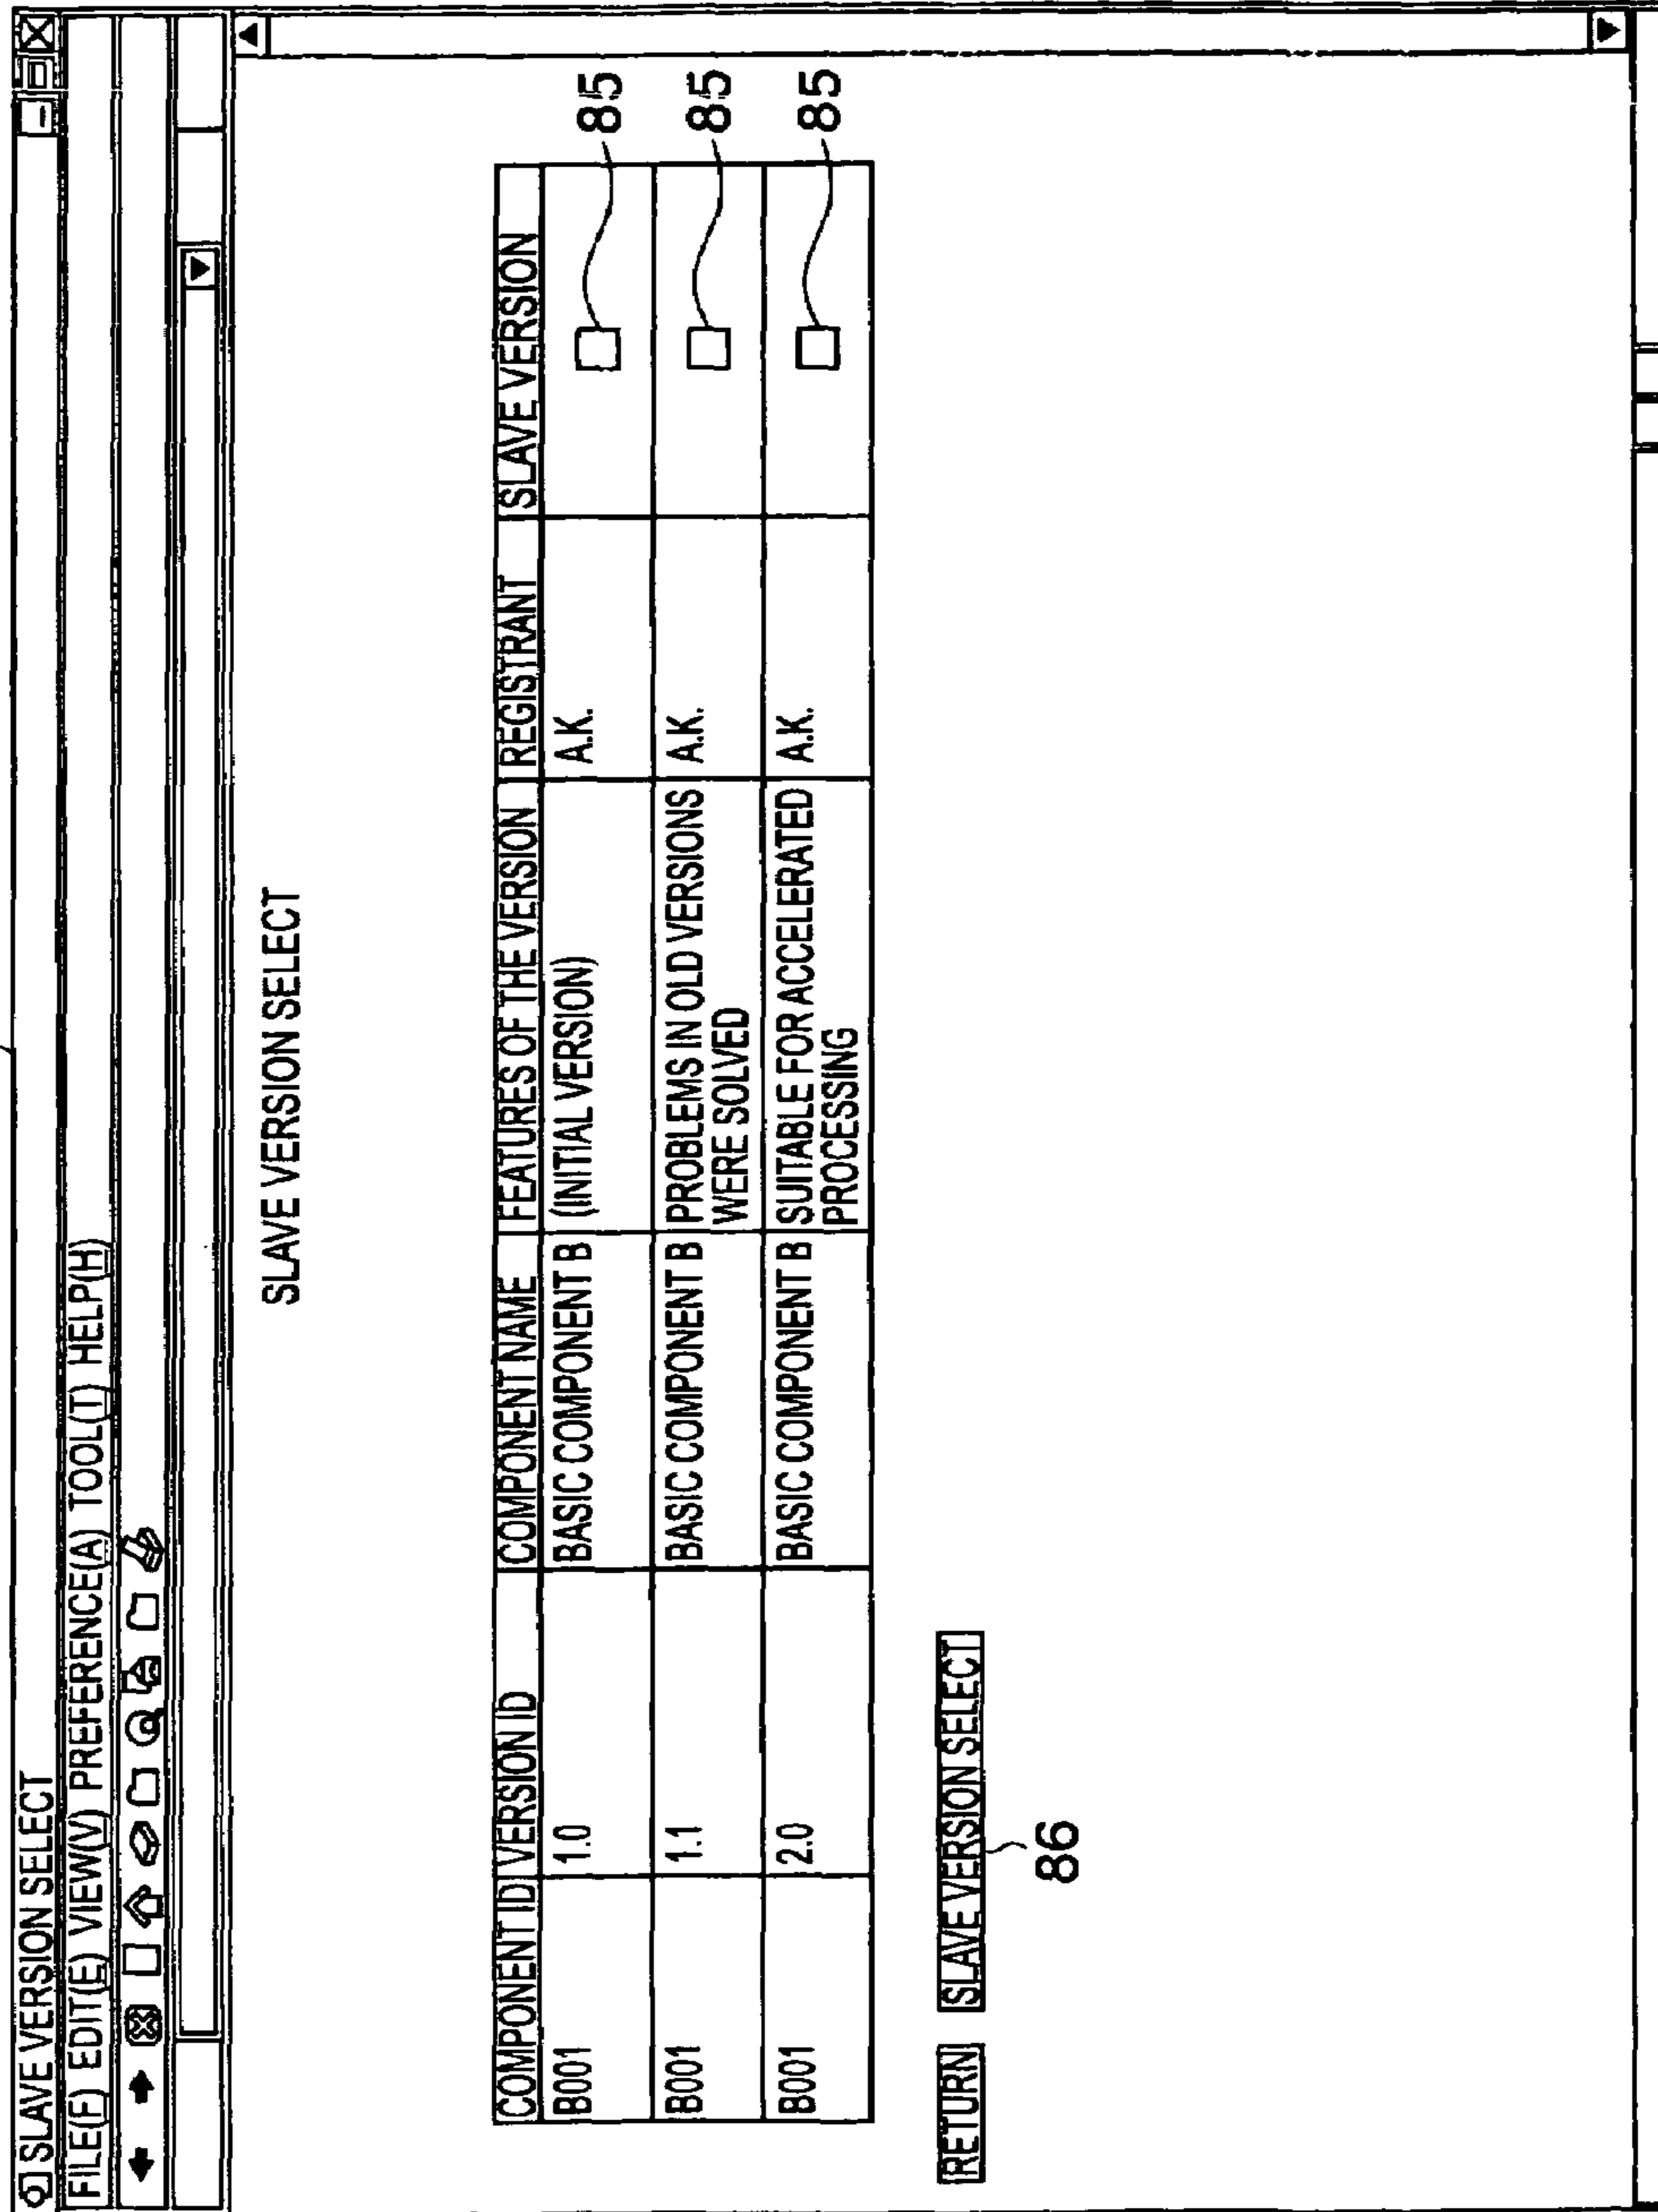 SLAVE VERSION SELECT
FILE(F) EDIT(E) VIEW(V) PREFERENCE(A) TOOL(T) HELP(H)
SLAVE VERSION SELECT
COMPONENT ID VERSION ID COMPONENT NAME FEATURES OF THE VERSION REGISTRANT SLAVE VERSION
B001 1.0 BASIC COMPONENT B (INITIAL VERSION) A.K. 85
B001 1.1 BASIC COMPONENT B PROBLEMS IN OLD VERSIONS A.K. 85
WERE SOLVED
B001 2.0 BASIC COMPONENT B SUITABLE FOR ACCELERATED A.K. 85
PROCESSING
RETURN SLAVE VERSION SELECT
86